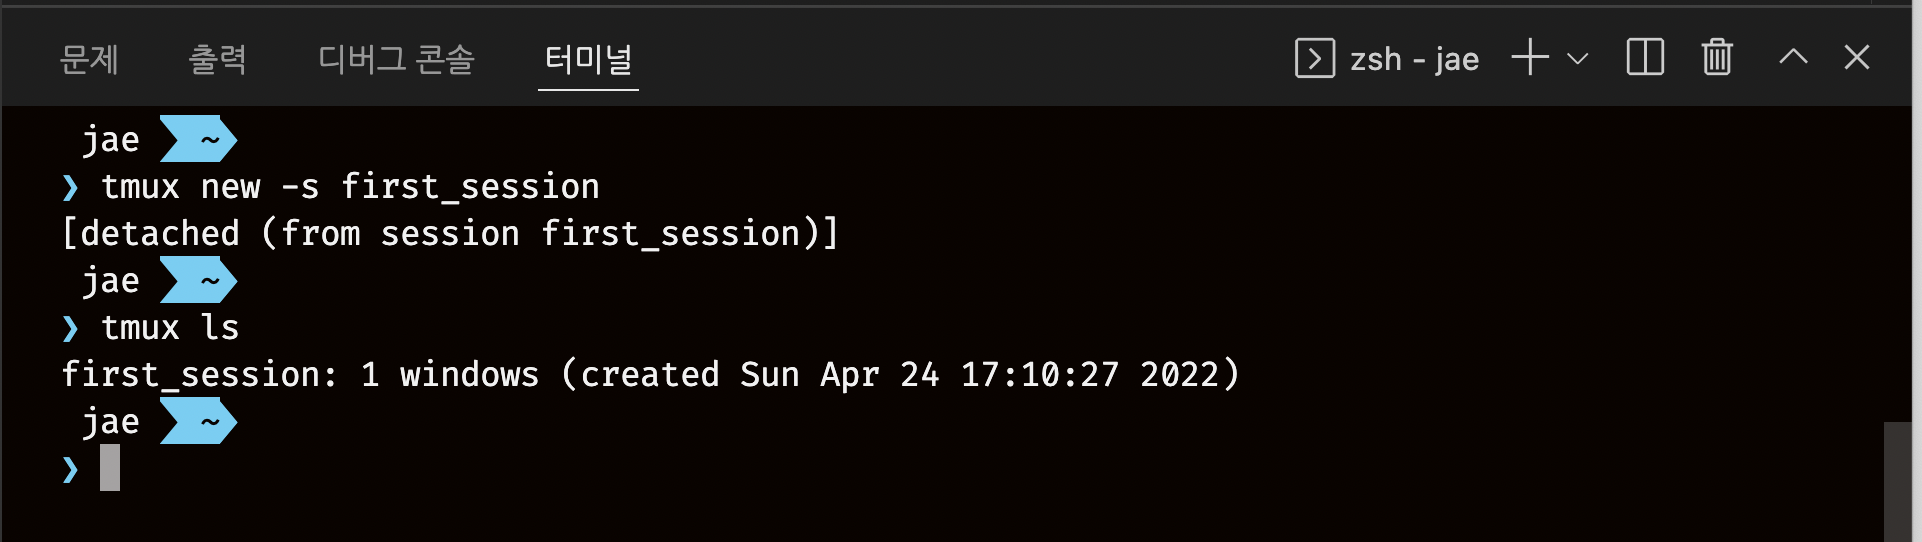 문제 출력 디버그 콘솔 터미널 zsh - jae
jae ~
❯ tmux new -s first_session
[detached (from session first_session)]
jae ~
❯ tmux ls
first_session: 1 windows (created Sun Apr 24 17:10:27 2022)
jae ~
❯